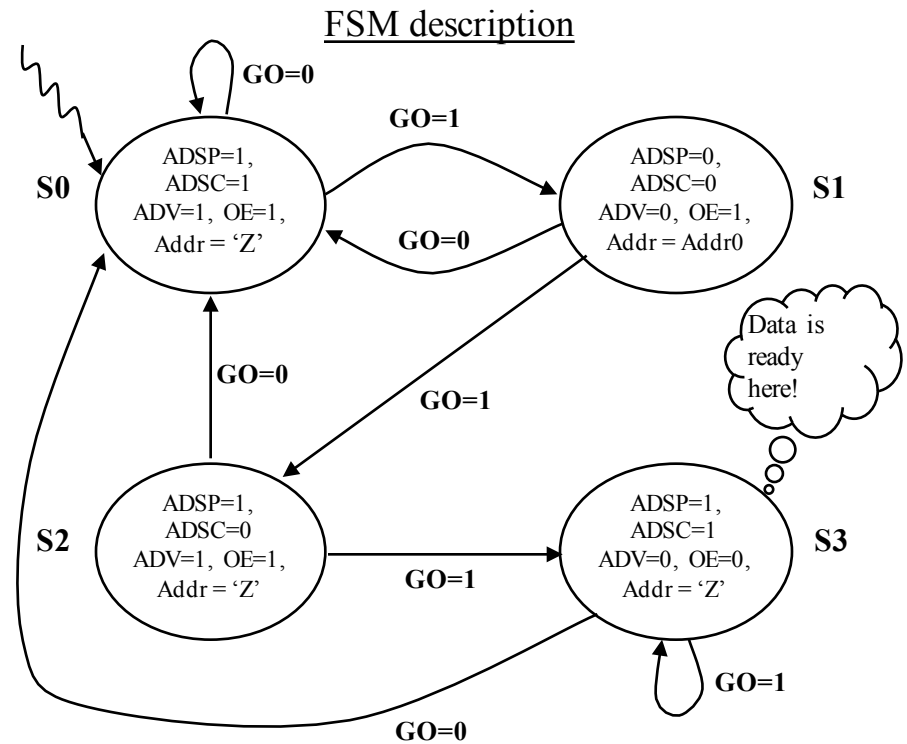 FSM description
GO=0
GO=1
S0
ADSP=1,
ADSC=1
ADV=1, OE=1,
Addr = ‘Z’
GO=0
ADSP=0,
ADSC=0
ADV=0, OE=1,
Addr = Addr0
S1
Data is
ready
here!
GO=0
GO=1
S2
ADSP=1,
ADSC=0
ADV=1, OE=1,
Addr = ‘Z’
GO=1
ADSP=1,
ADSC=1
ADV=0, OE=0,
Addr = ‘Z’
S3
GO=1
GO=0